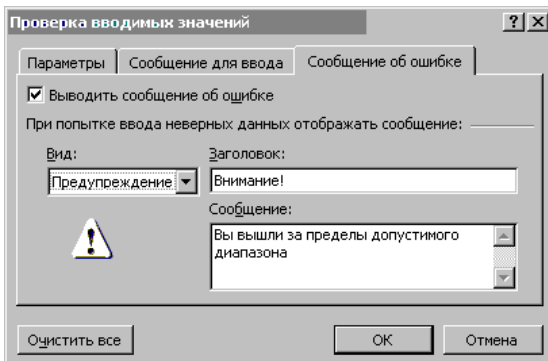 Проверка вводимых значений
Параметры Сообщение для ввода Сообщение об ошибке
Выводить сообщение об ошибке
При попытке ввода неверных данных отображать сообщение:
Вид: Заголовок:
Предупреждение Внимание!
Сообщение:
Вы вышли за пределы допустимого
диапазона
Очистить все ОК Отмена